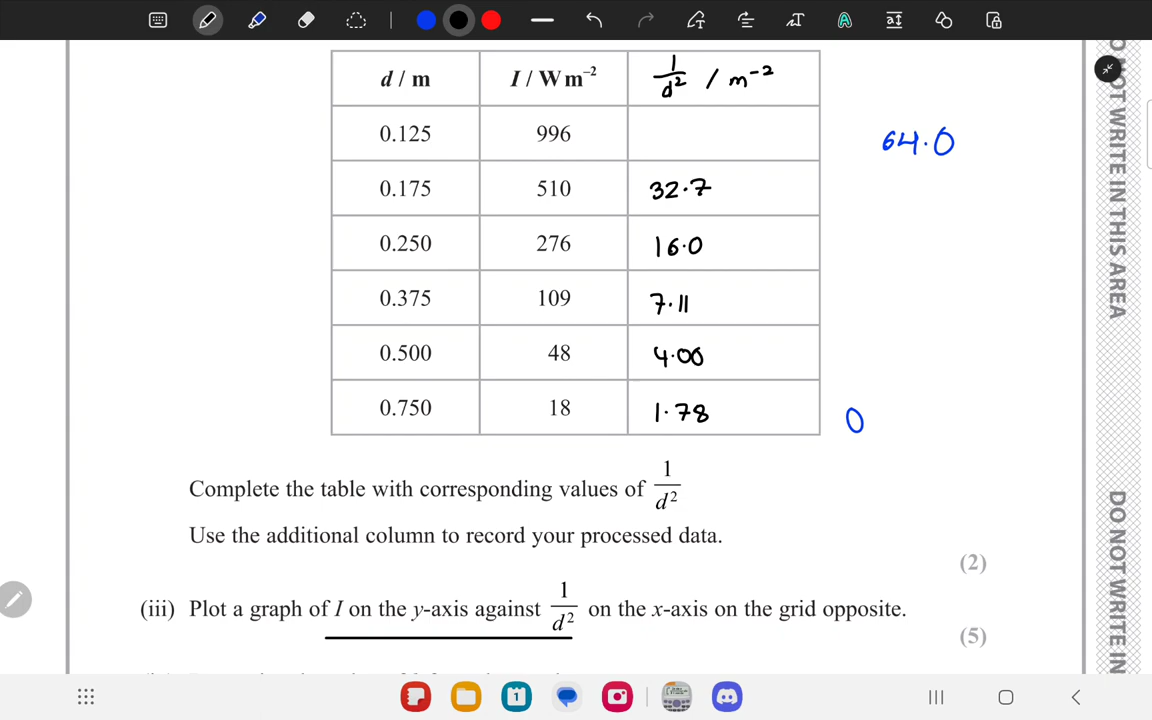 d / m I / W m⁻² 1/d² / m⁻²
0.125 996
64.0
0.175 510 32.7
0.250 276 16.0
0.375 109 7.11
0.500 48 4.00
0.750 18 1.78
0
Complete the table with corresponding values of 1/d²
Use the additional column to record your processed data.
(2)
(iii) Plot a graph of I on the y-axis against 1/d² on the x-axis on the grid opposite.
(5)
O NOT WRITE IN THIS AREA
DO NOT WRITE IN